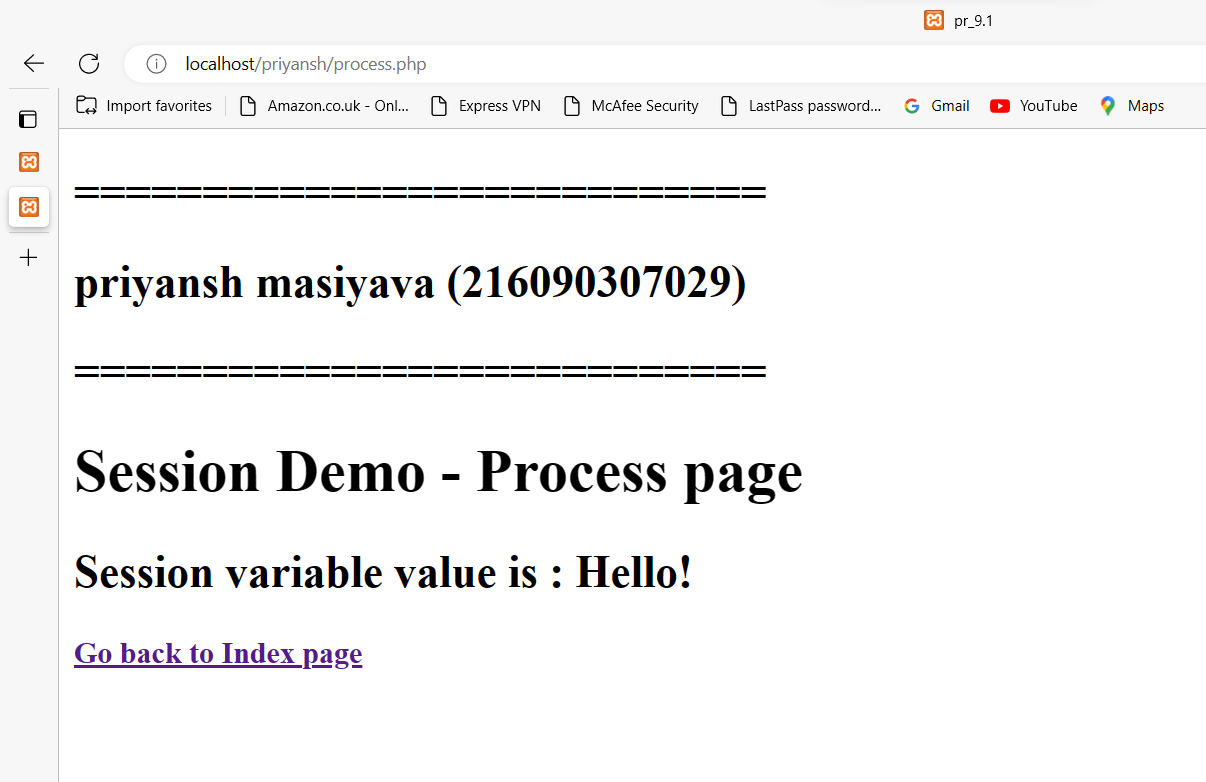 pr_9.1
localhost/priyansh/process.php
Import favorites Amazon.co.uk - Onl... Express VPN McAfee Security LastPass password... Gmail YouTube Maps
===========================
priyansh masiyava (216090307029)
===========================
Session Demo - Process page
Session variable value is : Hello!
Go back to Index page